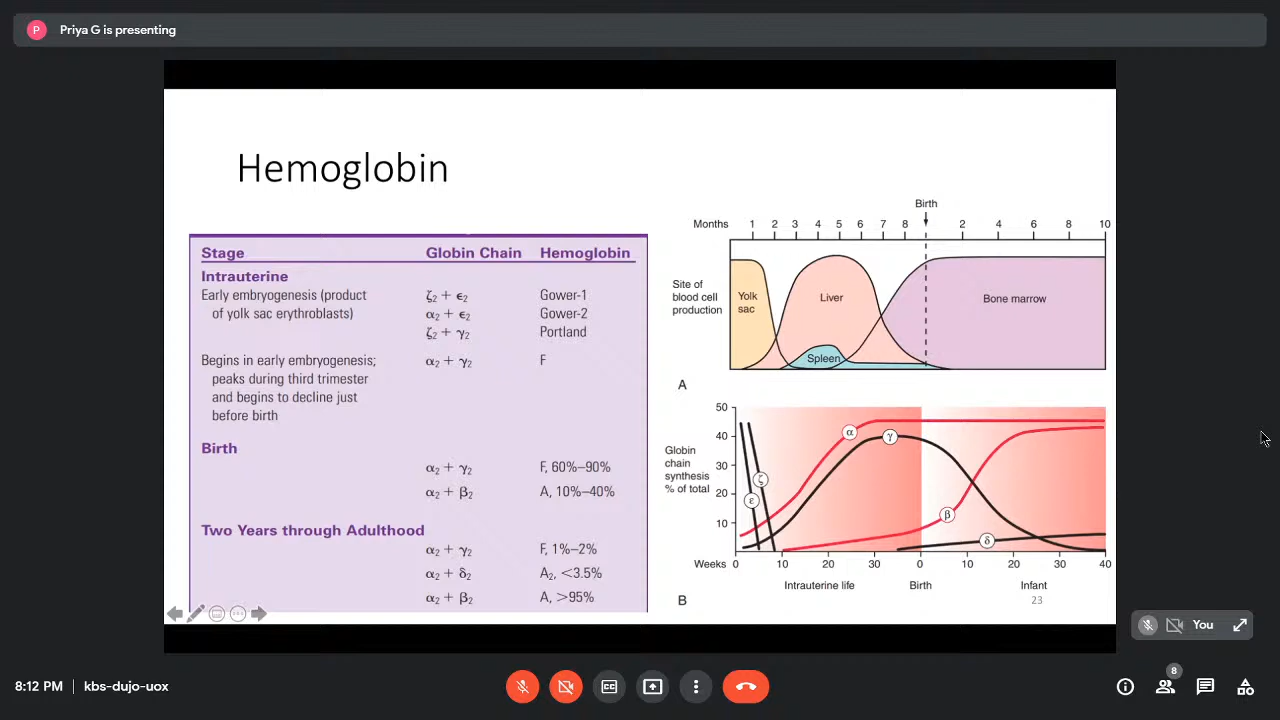 P Priya G is presenting
Hemoglobin
Stage Globin Chain Hemoglobin
Intrauterine
Early embryogenesis (product ζ₂ + ϵ₂ Gower-1
of yolk sac erythroblasts) α₂ + ϵ₂ Gower-2
ζ₂ + γ₂ Portland
Begins in early embryogenesis; α₂ + γ₂ F
peaks during third trimester
and begins to decline just
before birth
Birth
α₂ + γ₂ F, 60%–90%
α₂ + β₂ A, 10%–40%
Two Years through Adulthood
α₂ + γ₂ F, 1%–2%
α₂ + δ₂ A₂, <3.5%
α₂ + β₂ A, >95%
Birth
Months 1 2 3 4 5 6 7 8 2 4 6 8 10
Site of
blood cell
production
Yolk
sac
Liver
Spleen
Bone marrow
A
50
40
30
20
10
Globin
chain
synthesis
% of total
α
γ
ζ
ε
β
δ
Weeks 0 10 20 30 0 10 20 30 40
Intrauterine life Birth Infant
B
23
You
8:12 PM | kbs-dujo-uox
CC
8